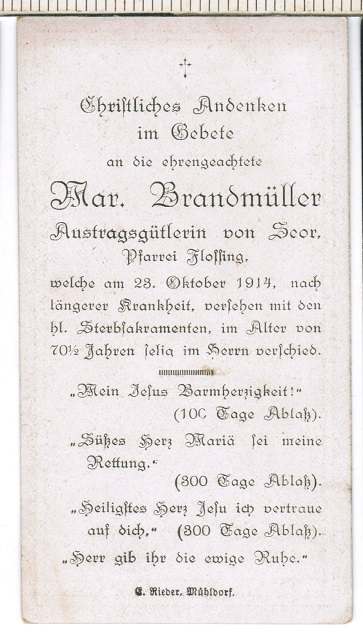 Christliches Andenken
im Gebete
an die ehrengeachtete
Mar. Brandmüller
Austragsgütlerin von Seor,
Pfarrei Flossing,
welche am 23. Oktober 1914, nach
längerer Krankheit, versehen mit den
hl. Sterbsakramenten, im Alter von
70½ Jahren selig im Herrn verschied.
„Mein Jesus Barmherzigkeit!“
(100 Tage Ablaß).
„Süßes Herz Mariä sei meine
Rettung.“
(300 Tage Ablaß).
„Heiligstes Herz Jesu ich vertraue
auf dich.“ (300 Tage Ablaß).
„Herr gib ihr die ewige Ruhe.“
E. Rieder, Mühldorf.